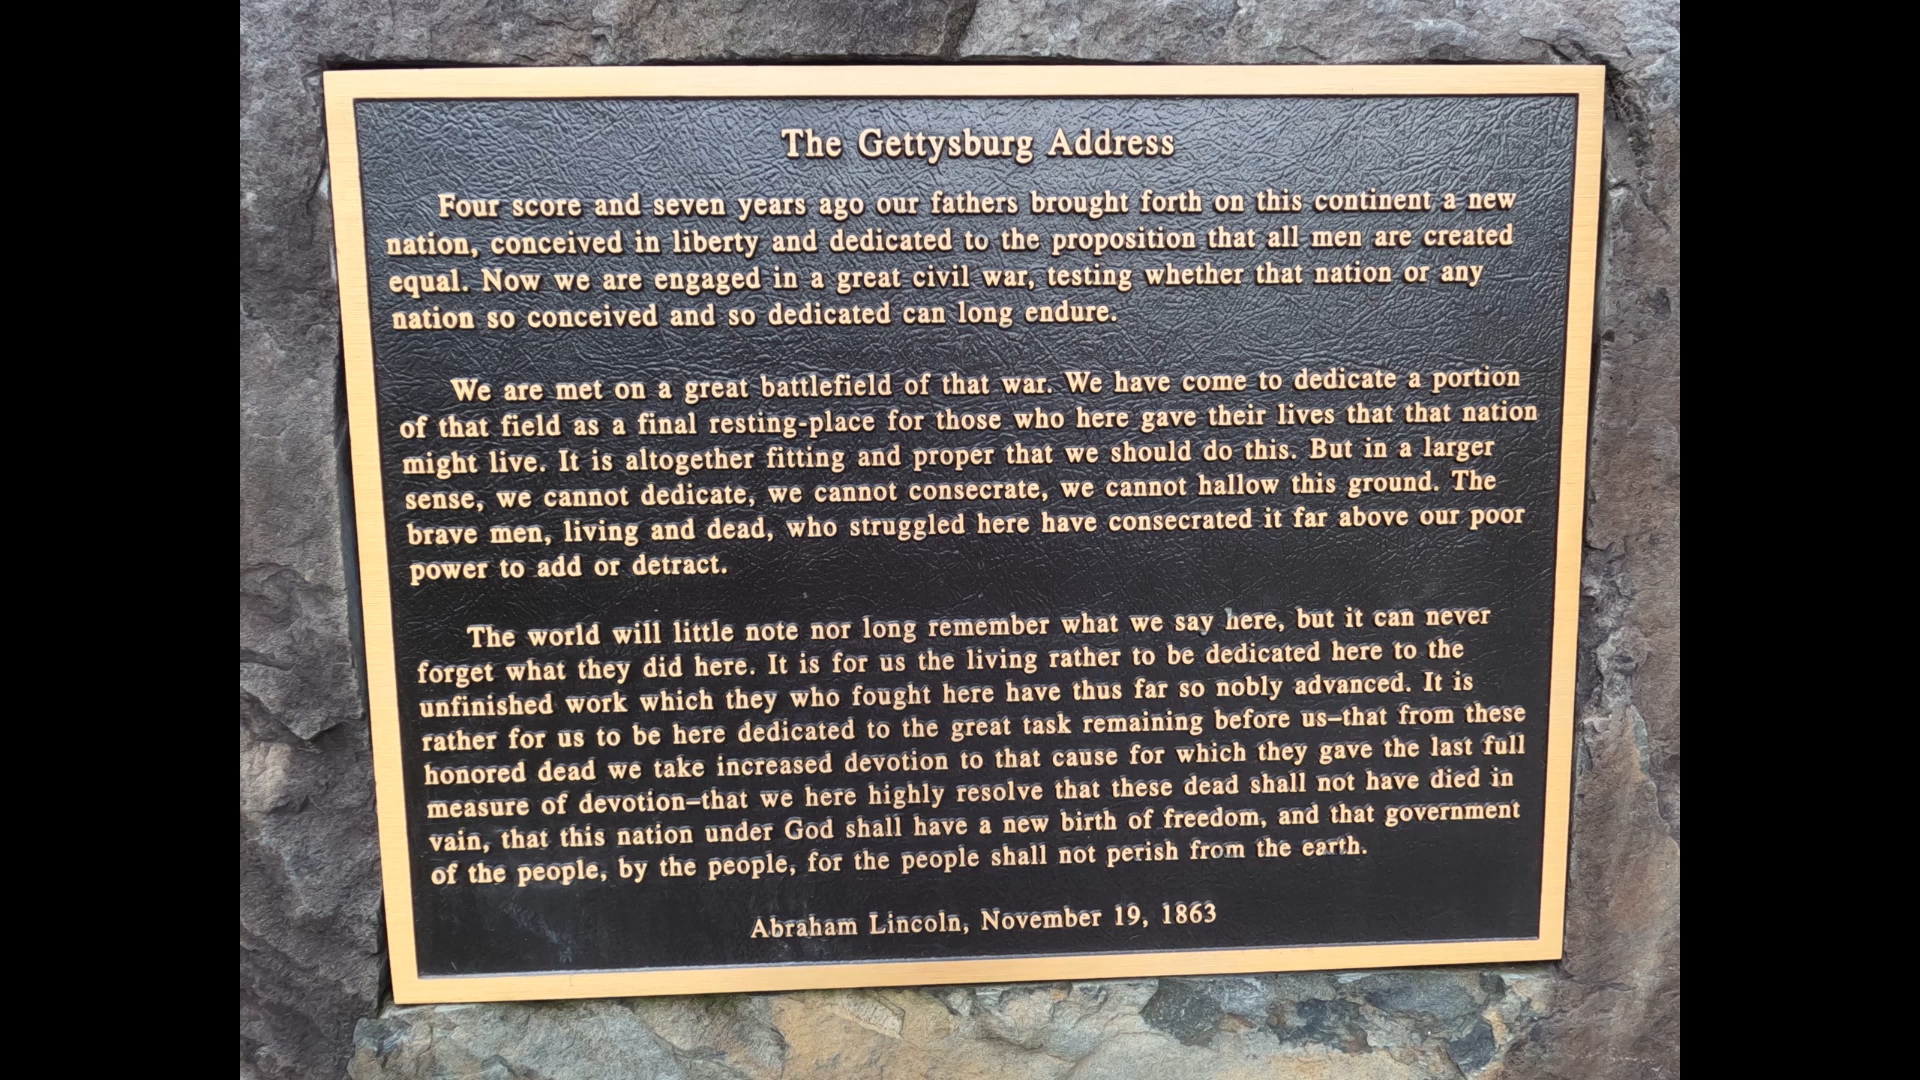 The Gettysburg Address
Four score and seven years ago our fathers brought forth on this continent a new
nation, conceived in liberty and dedicated to the proposition that all men are created
equal. Now we are engaged in a great civil war, testing whether that nation or any
nation so conceived and so dedicated can long endure.
We are met on a great battlefield of that war. We have come to dedicate a portion
of that field as a final resting-place for those who here gave their lives that that nation
might live. It is altogether fitting and proper that we should do this. But in a larger
sense, we cannot dedicate, we cannot consecrate, we cannot hallow this ground. The
brave men, living and dead, who struggled here have consecrated it far above our poor
power to add or detract.
The world will little note nor long remember what we say here, but it can never
forget what they did here. It is for us the living rather to be dedicated here to the
unfinished work which they who fought here have thus far so nobly advanced. It is
rather for us to be here dedicated to the great task remaining before us–that from these
honored dead we take increased devotion to that cause for which they gave the last full
measure of devotion–that we here highly resolve that these dead shall not have died in
vain, that this nation under God shall have a new birth of freedom, and that government
of the people, by the people, for the people shall not perish from the earth.
Abraham Lincoln, November 19, 1863